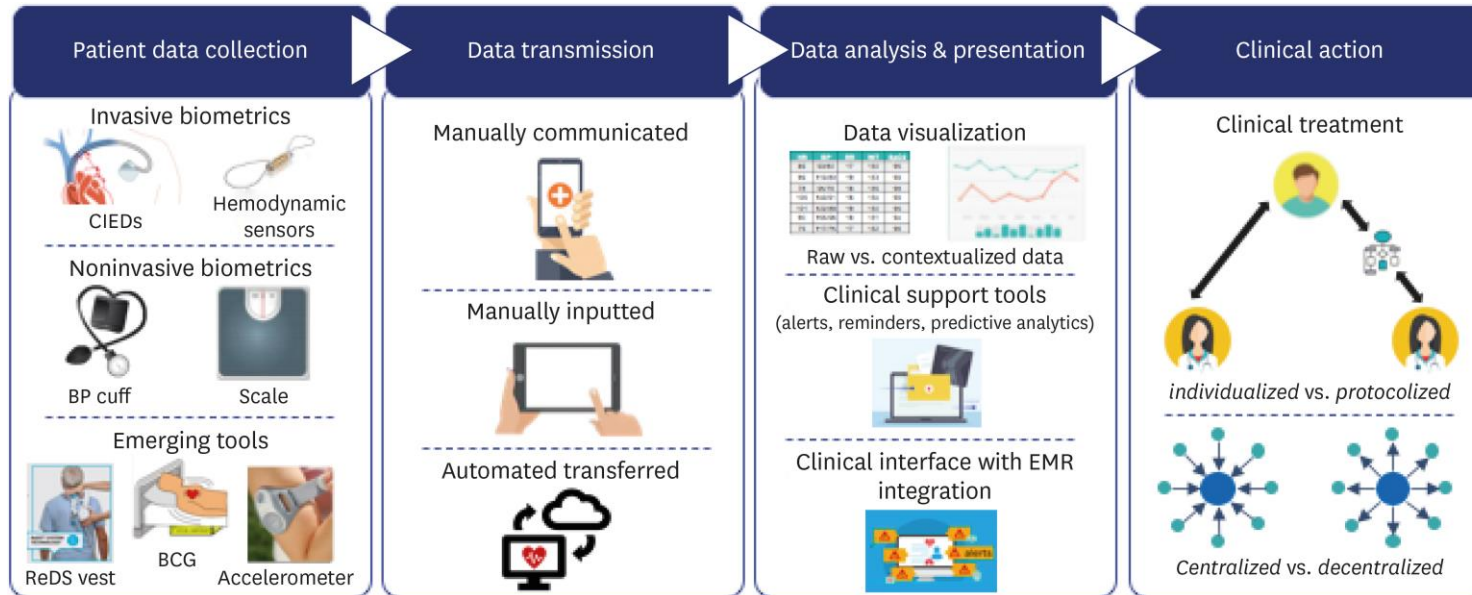 Patient data collection
Data transmission
Data analysis & presentation
Clinical action
Invasive biometrics
CIEDs
Hemodynamic
sensors
Noninvasive biometrics
BP cuff
Scale
Emerging tools
ReDS vest
BCG
Accelerometer
Manually communicated
Manually inputted
Automated transferred
Data visualization
Raw vs. contextualized data
Clinical support tools
(alerts, reminders, predictive analytics)
Clinical interface with EMR
integration
alerts
Clinical treatment
individualized vs. protocolized
Centralized vs. decentralized